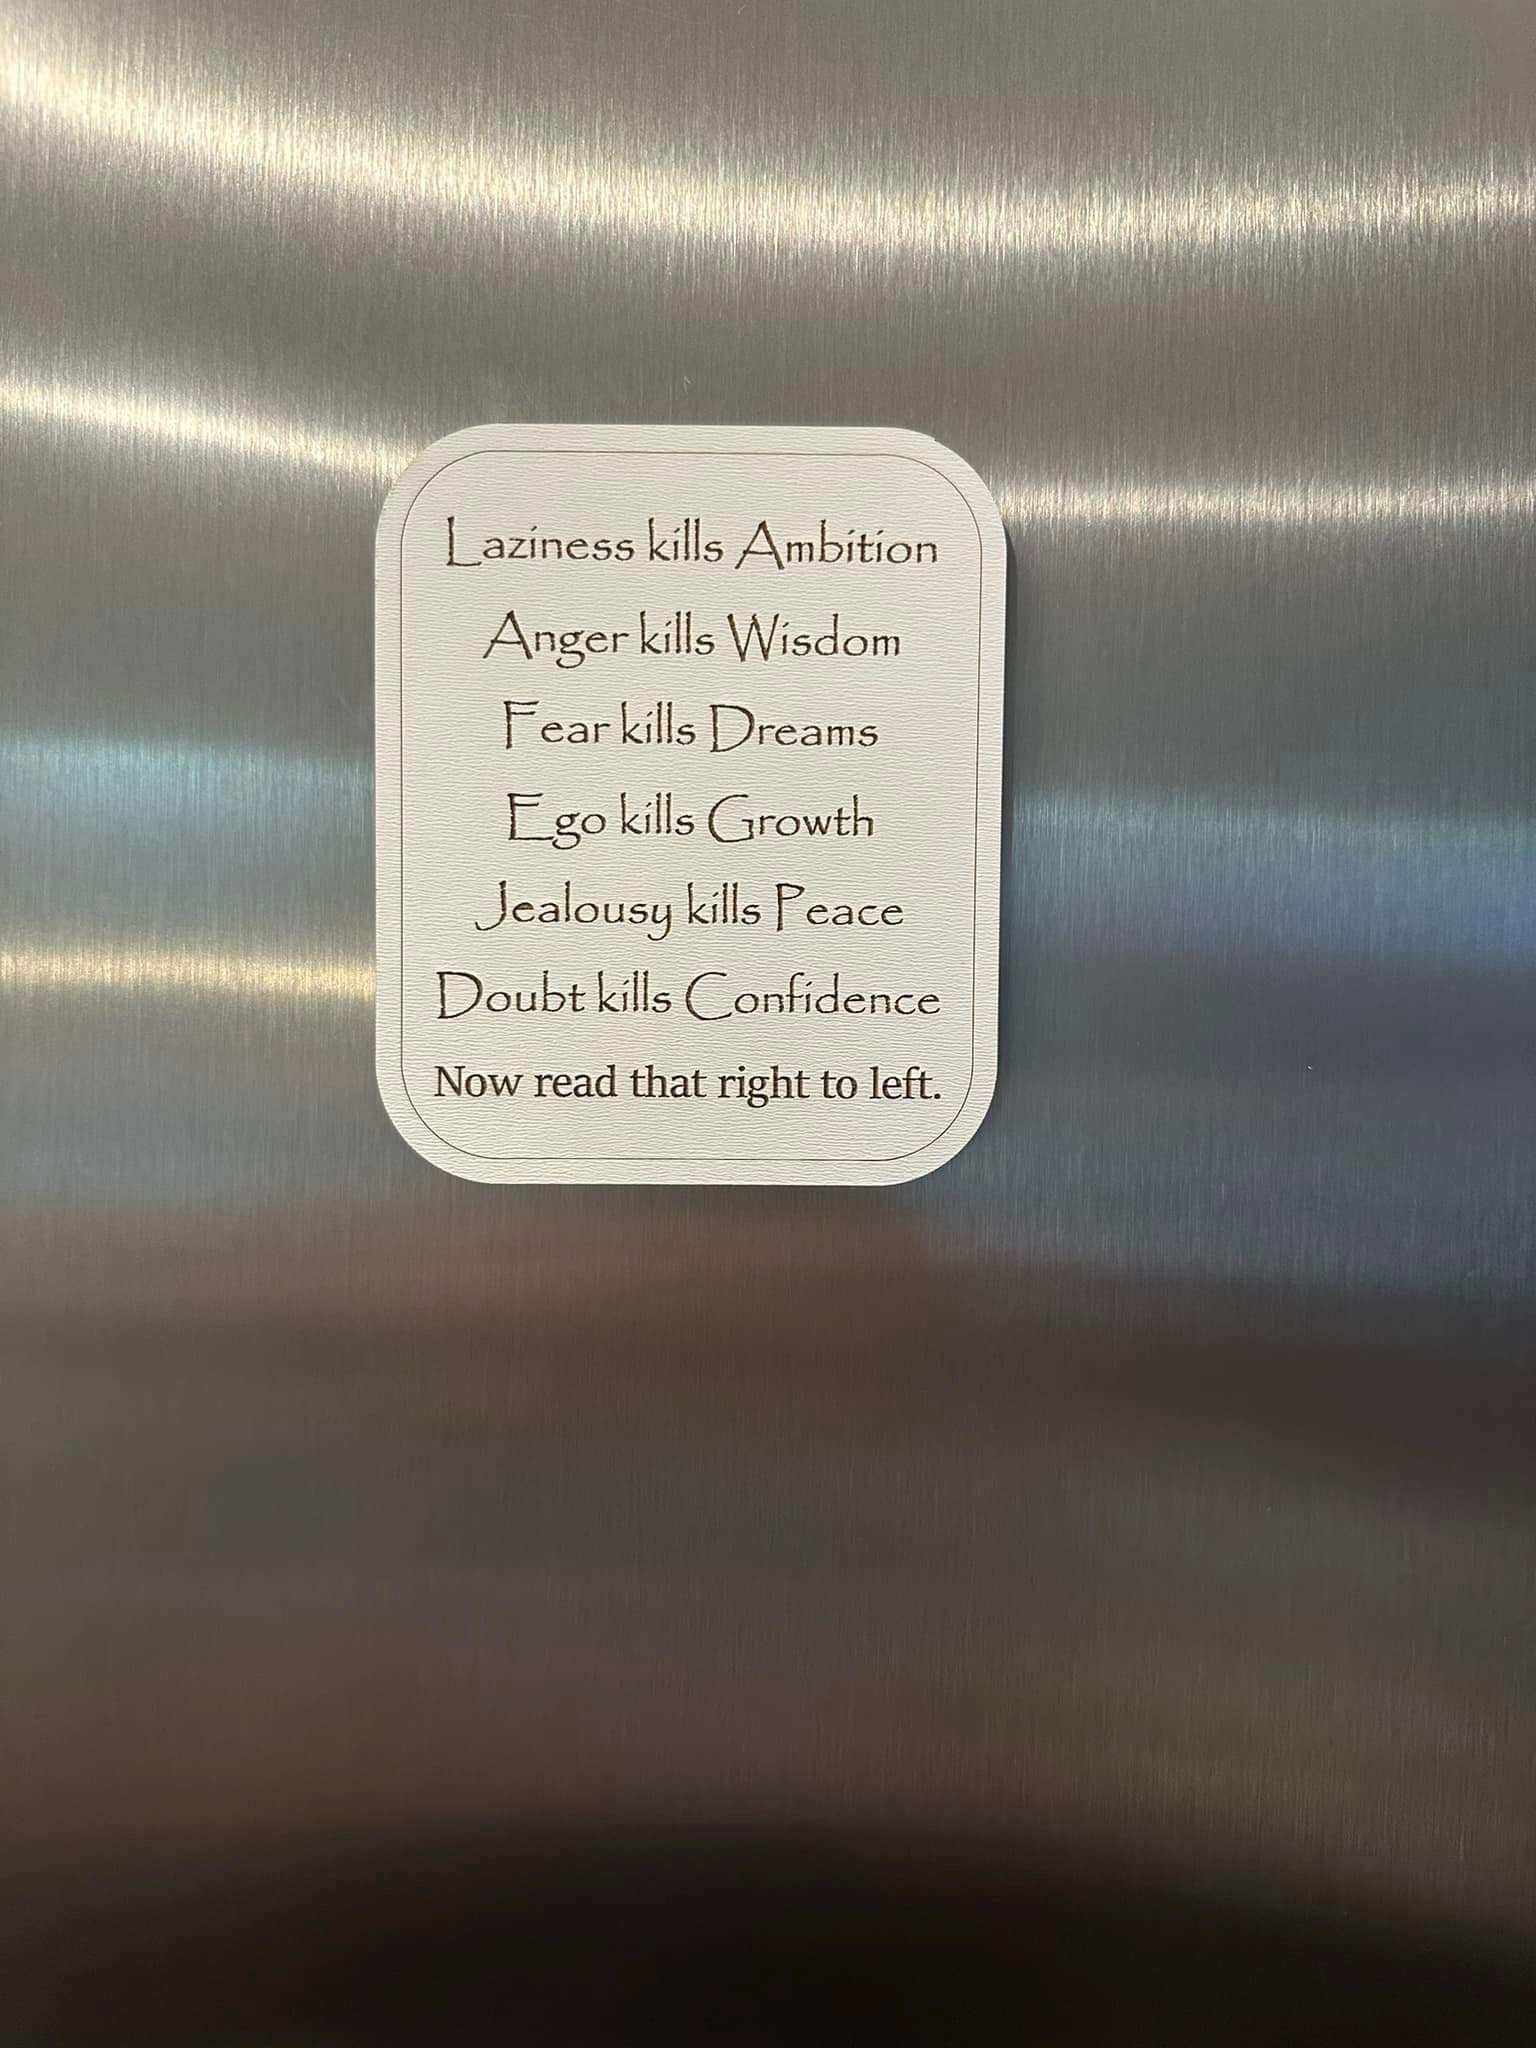 Laziness kills Ambition
Anger kills Wisdom
Fear kills Dreams
Ego kills Growth
Jealousy kills Peace
Doubt kills Confidence
Now read that right to left.